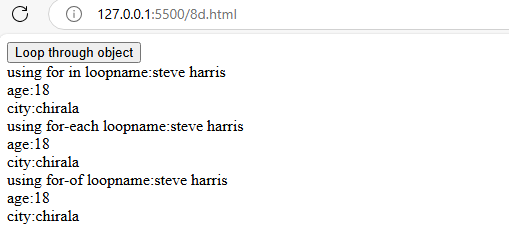 127.0.0.1:5500/8d.html
Loop through object
using for in loopname:steve harris
age:18
city:chirala
using for-each loopname:steve harris
age:18
city:chirala
using for-of loopname:steve harris
age:18
city:chirala